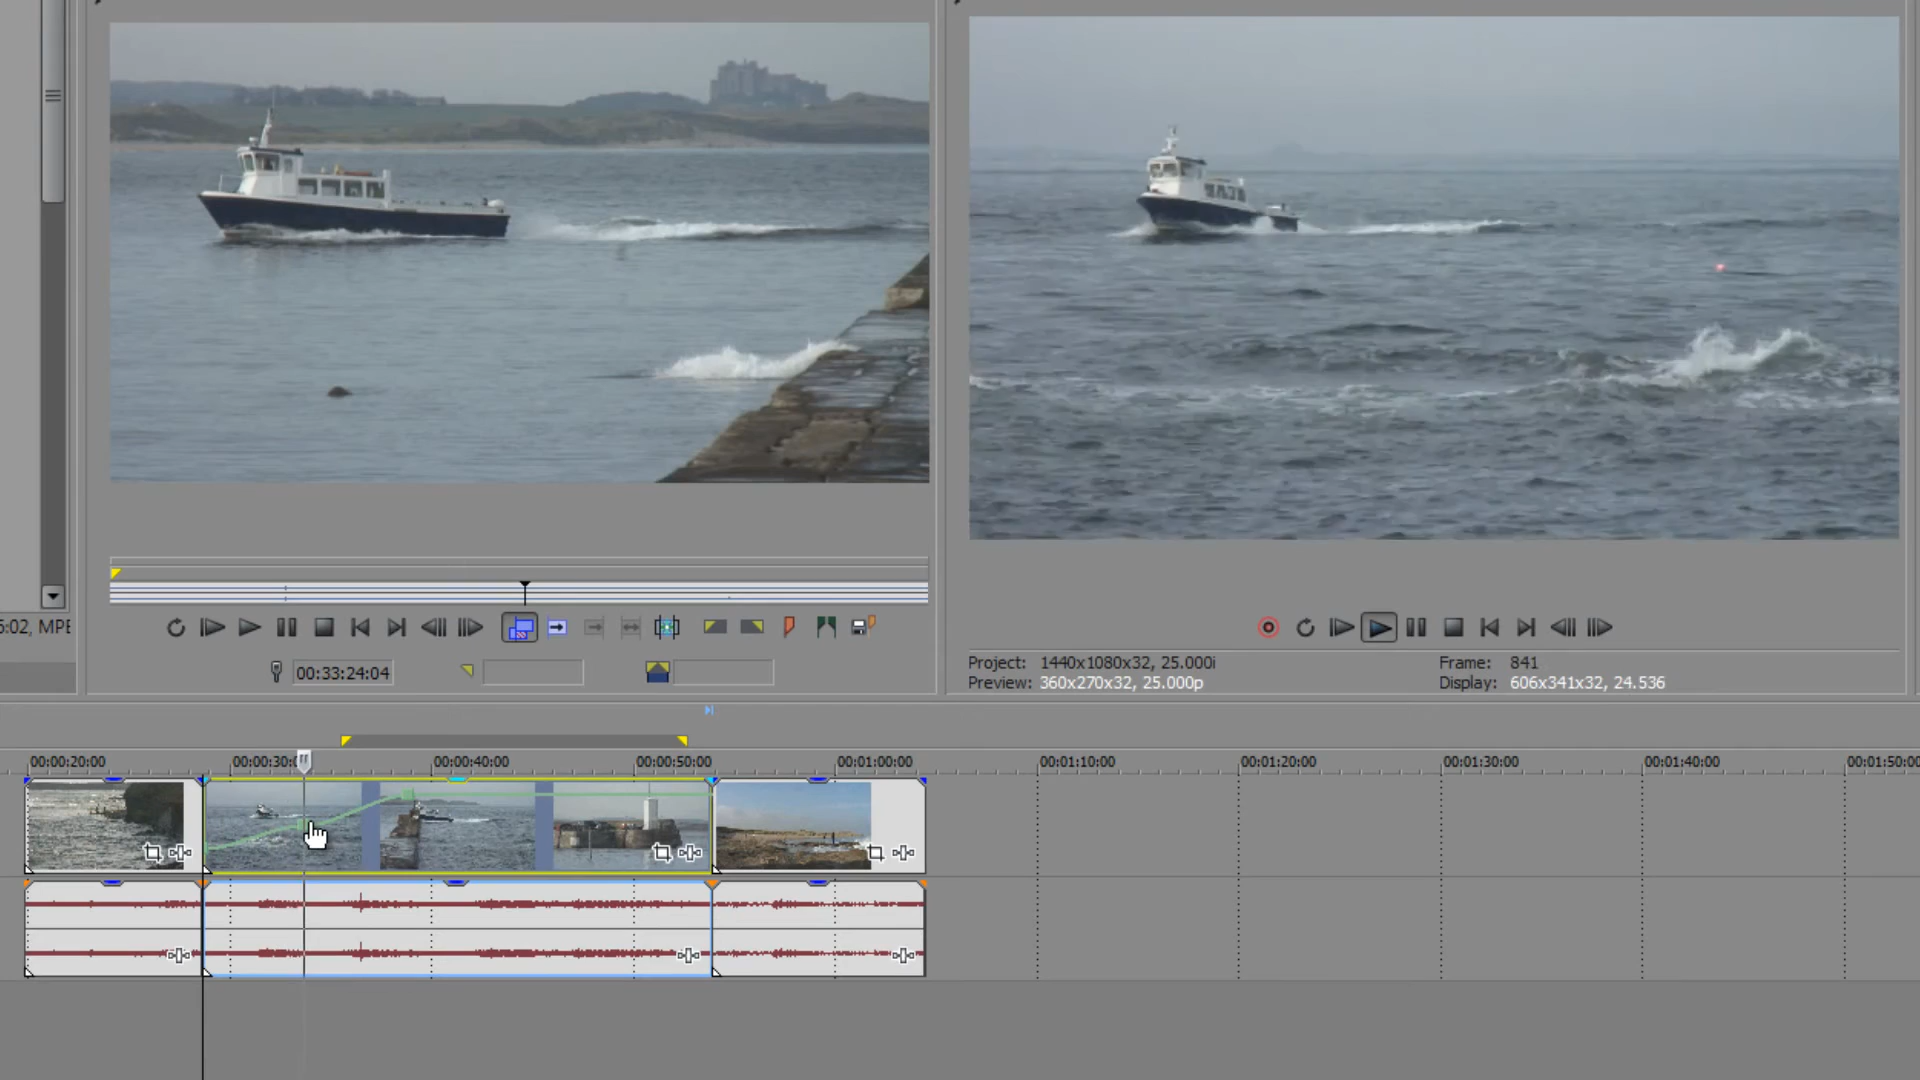 5:02, MPE
00:33:24:04
Project: 1440x1080x32, 25.000i
Preview: 360x270x32, 25.000p
Frame: 841
Display: 606x341x32, 24.536
00:00:20:00
00:00:30:0
00:00:40:00
00:00:50:00
00:01:00:00
00:01:10:00
00:01:20:00
00:01:30:00
00:01:40:00
00:01:50:00